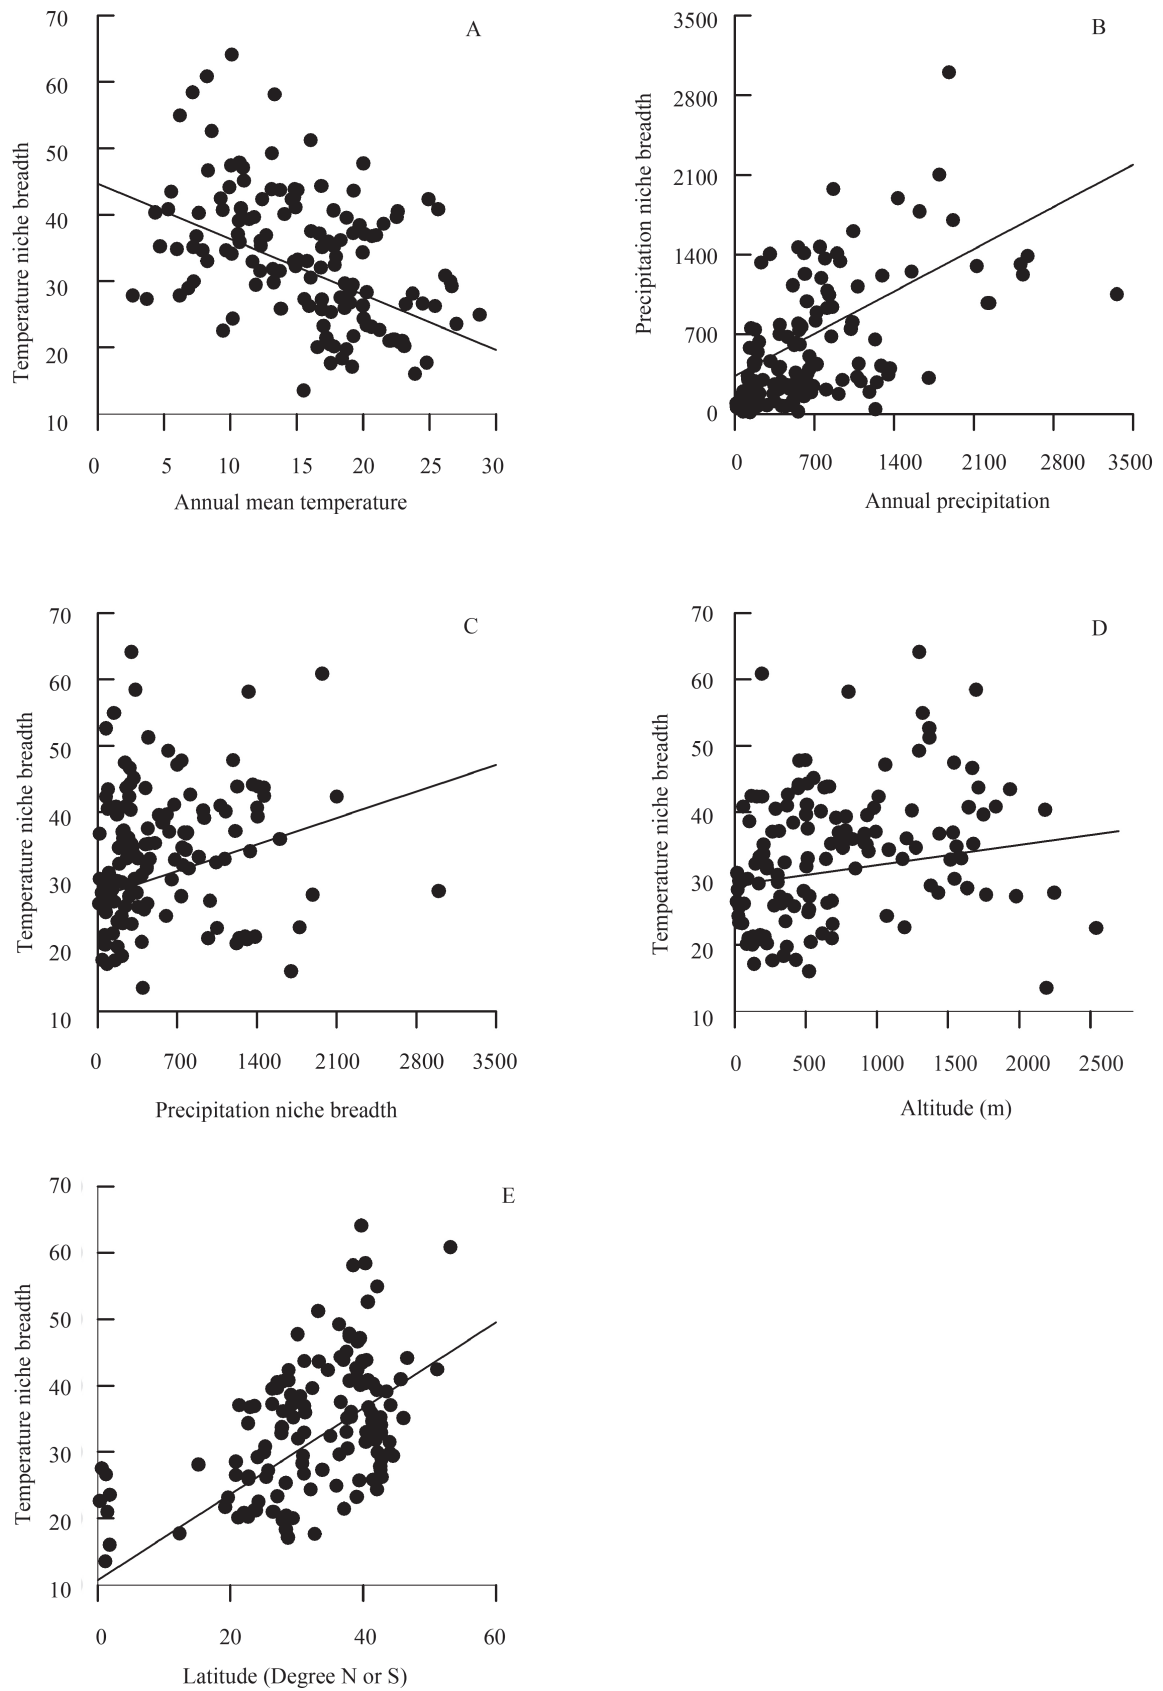 A
70
60
50
40
30
20
10
Temperature niche breadth
0 5 10 15 20 25 30
Annual mean temperature
B
3500
2800
2100
1400
700
0
Precipitation niche breadth
0 700 1400 2100 2800 3500
Annual precipitation
C
70
60
50
40
30
20
10
Temperature niche breadth
0 700 1400 2100 2800 3500
Precipitation niche breadth
D
70
60
50
40
30
20
10
Temperature niche breadth
0 500 1000 1500 2000 2500
Altitude (m)
E
70
60
50
40
30
20
10
Temperature niche breadth
0 20 40 60
Latitude (Degree N or S)